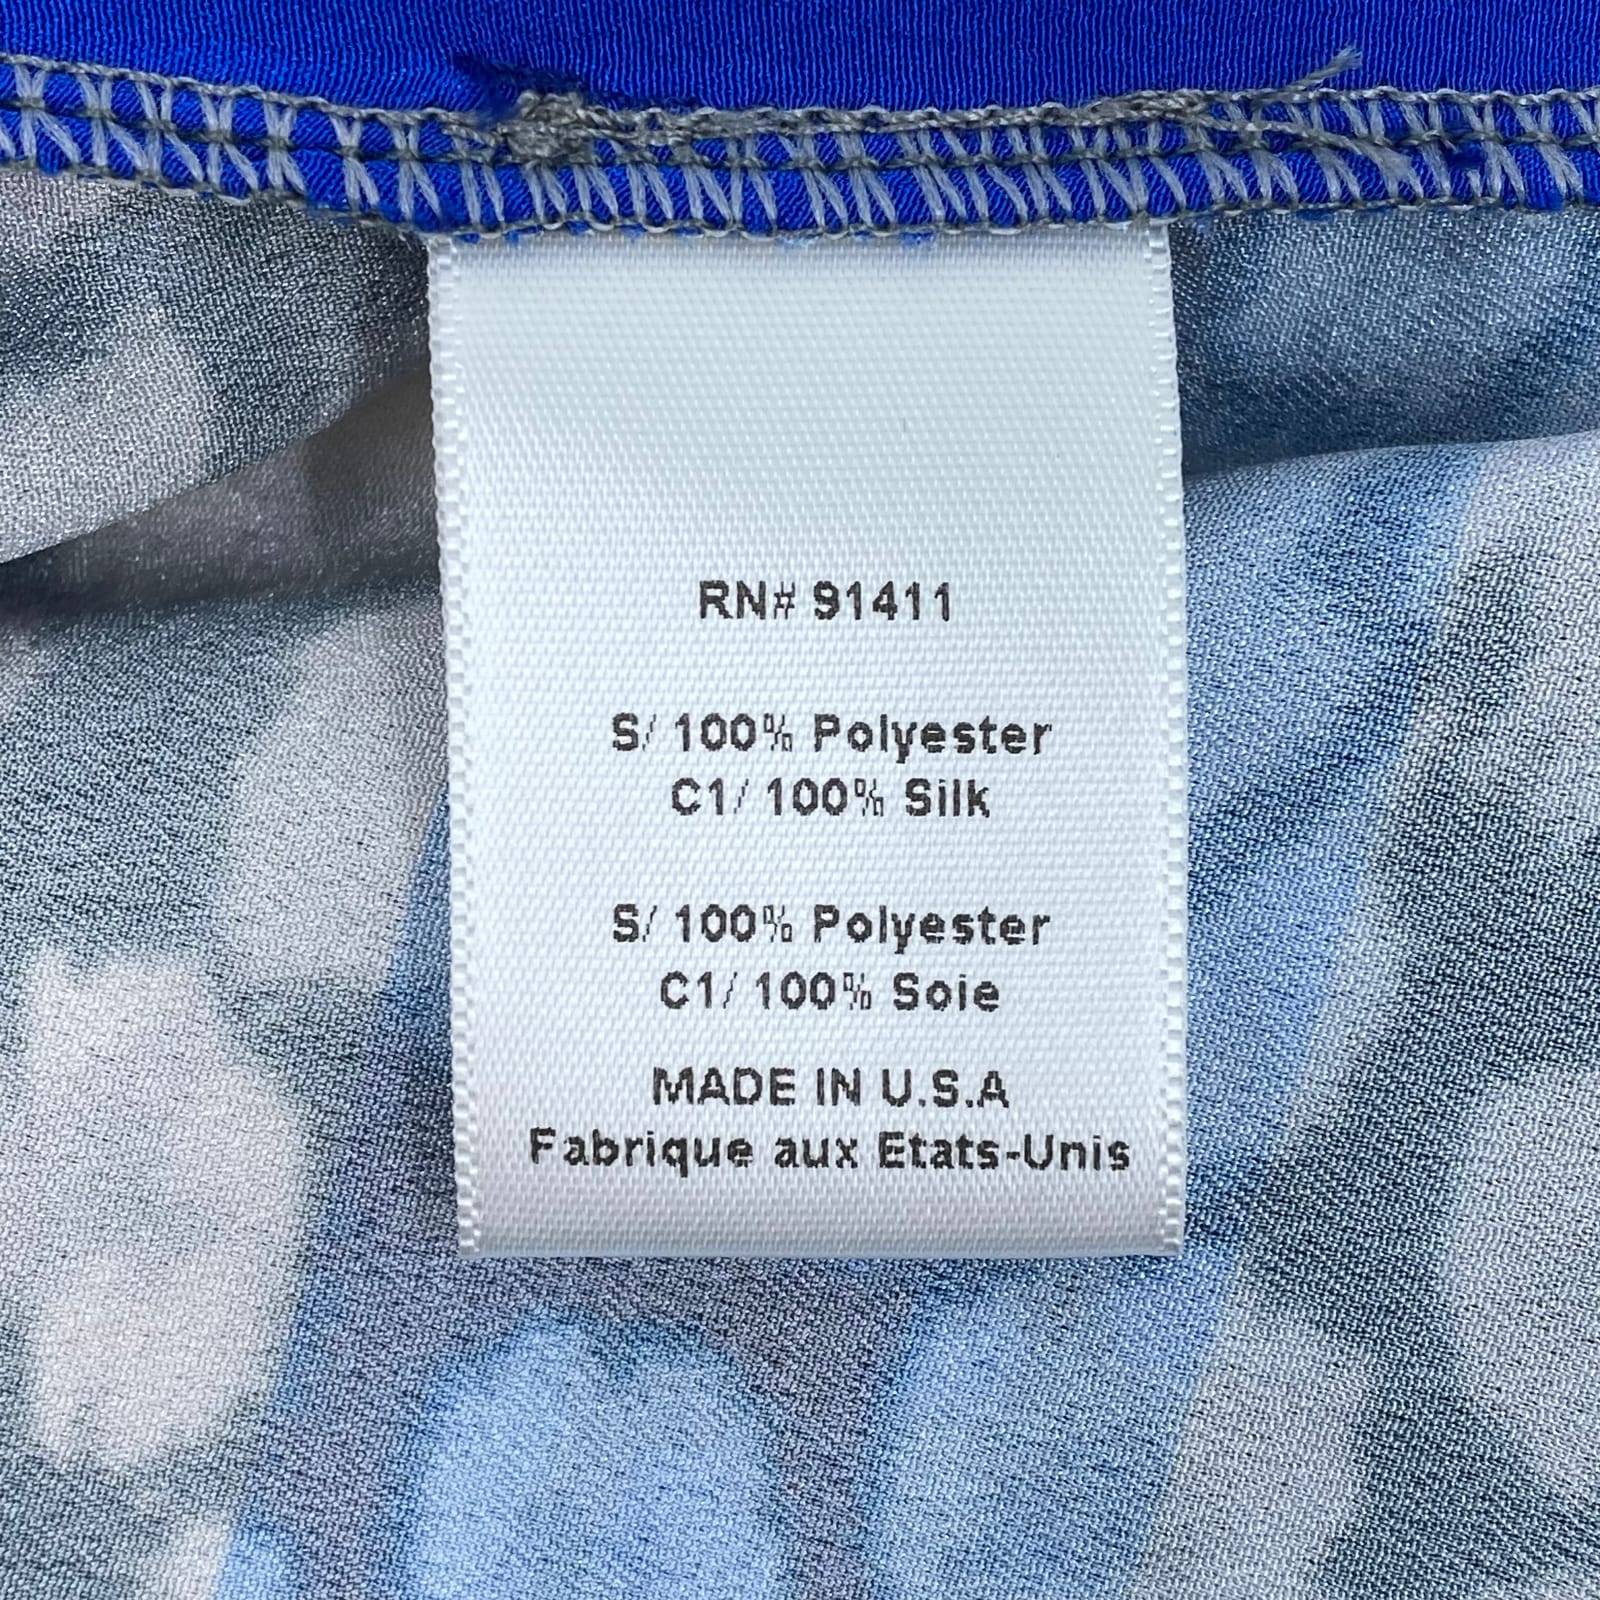 RN# 91411
S/ 100% Polyester
C1/ 100% Silk
S/ 100% Polyester
C1/ 100% Soie
MADE IN U.S.A
Fabrique aux Etats-Unis